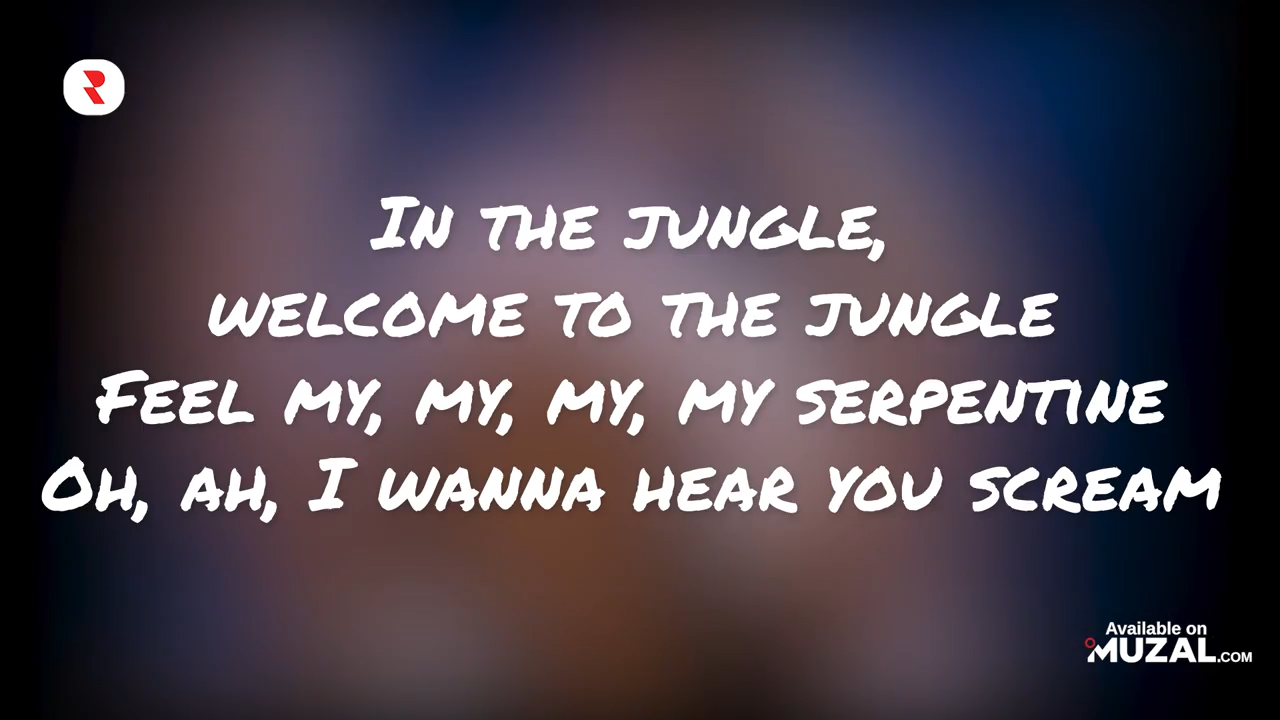 In the jungle,
welcome to the jungle
Feel my, my, my, my serpentine
Oh, ah, I wanna hear you scream
Available on
MUZAL.COM